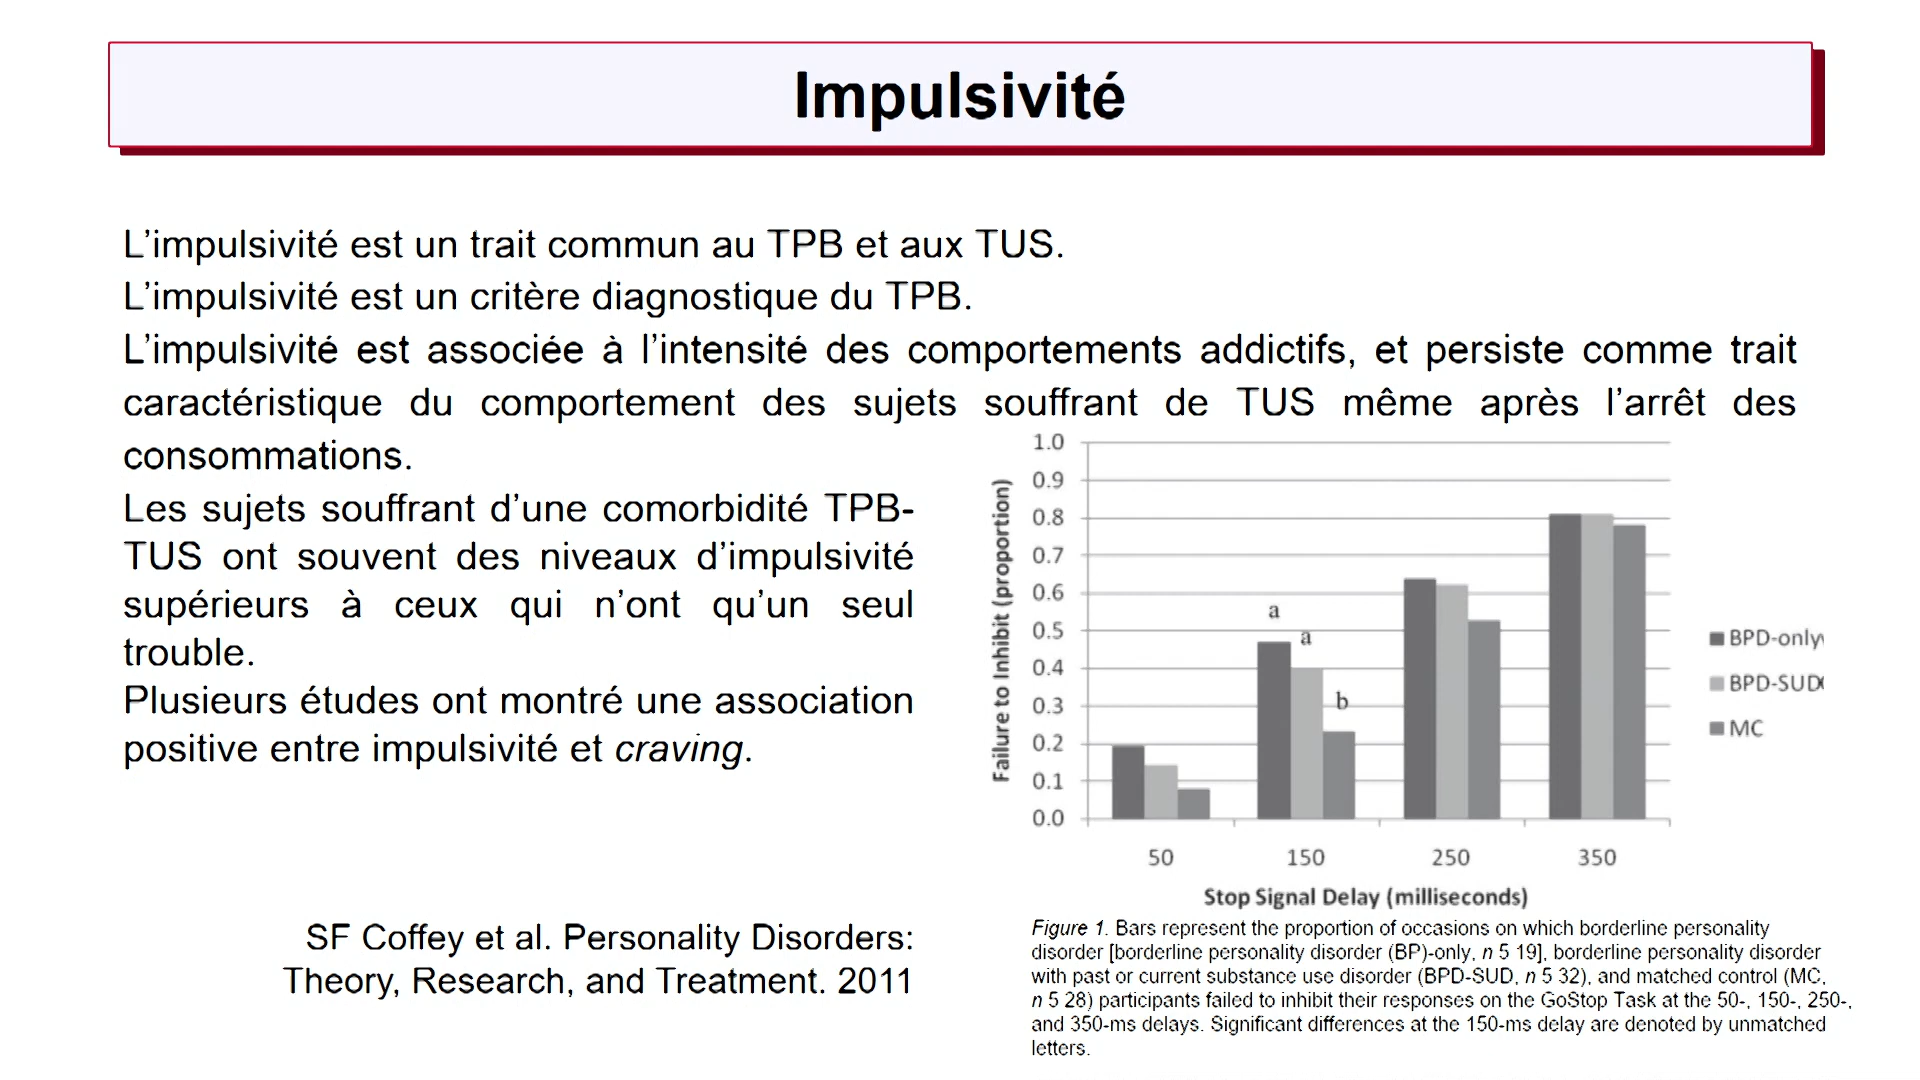 Impulsivité
L’impulsivité est un trait commun au TPB et aux TUS.
L’impulsivité est un critère diagnostique du TPB.
L’impulsivité est associée à l’intensité des comportements addictifs, et persiste comme trait
caractéristique du comportement des sujets souffrant de TUS même après l’arrêt des
consommations.
Les sujets souffrant d’une comorbidité TPB-
TUS ont souvent des niveaux d’impulsivité
supérieurs à ceux qui n’ont qu’un seul
trouble.
Plusieurs études ont montré une association
positive entre impulsivité et craving.
SF Coffey et al. Personality Disorders:
Theory, Research, and Treatment. 2011
Failure to Inhibit (proportion)
1.0
0.9
0.8
0.7
0.6
0.5
0.4
0.3
0.2
0.1
0.0
a
a
b
50 150 250 350
Stop Signal Delay (milliseconds)
BPD-only
BPD-SUD
MC
Figure 1. Bars represent the proportion of occasions on which borderline personality
disorder [borderline personality disorder (BP)-only, n 5 19], borderline personality disorder
with past or current substance use disorder (BPD-SUD, n 5 32), and matched control (MC,
n 5 28) participants failed to inhibit their responses on the GoStop Task at the 50-, 150-, 250-,
and 350-ms delays. Significant differences at the 150-ms delay are denoted by unmatched
letters.